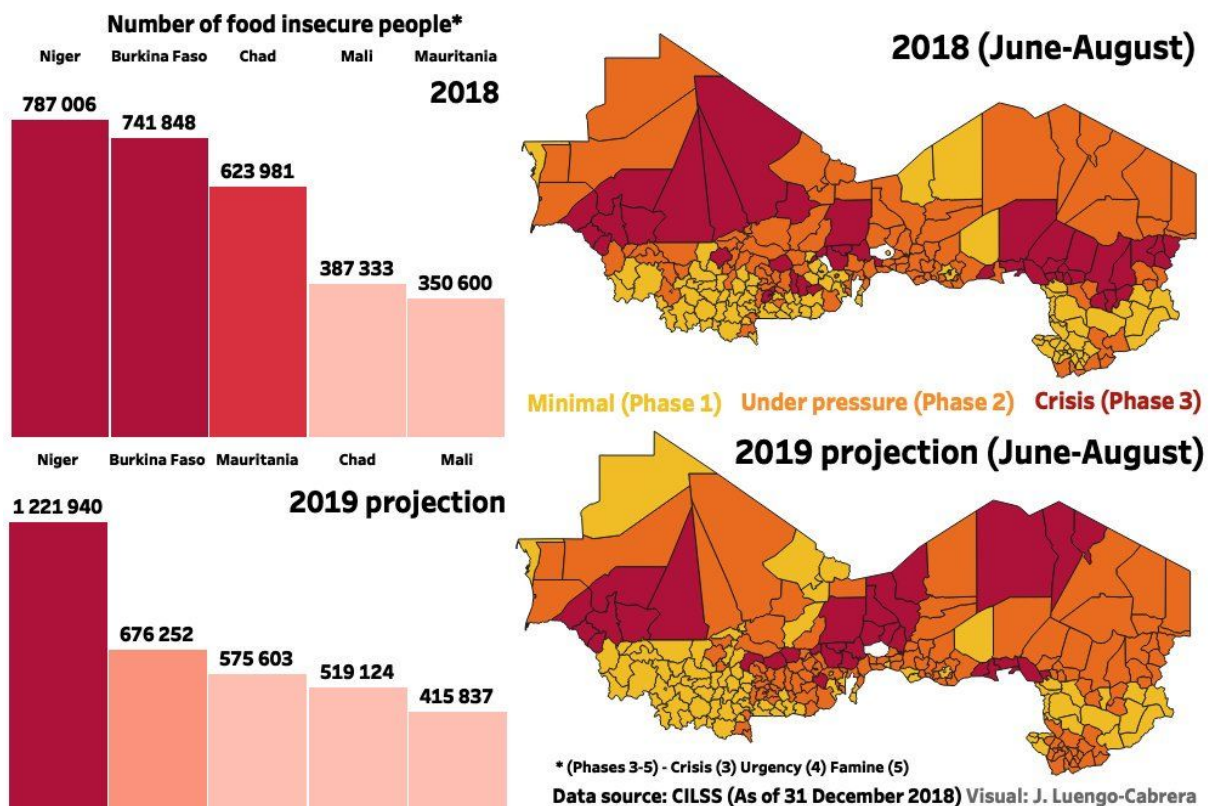 Number of food insecure people*
Niger Burkina Faso Chad Mali Mauritania
2018
787 006
741 848
623 981
387 333
350 600
Niger Burkina Faso Mauritania Chad Mali
2019 projection
1 221 940
676 252
575 603
519 124
415 837
2018 (June-August)
Minimal (Phase 1) Under pressure (Phase 2) Crisis (Phase 3)
2019 projection (June-August)
* (Phases 3-5) - Crisis (3) Urgency (4) Famine (5)
Data source: CILSS (As of 31 December 2018) Visual: J. Luengo-Cabrera